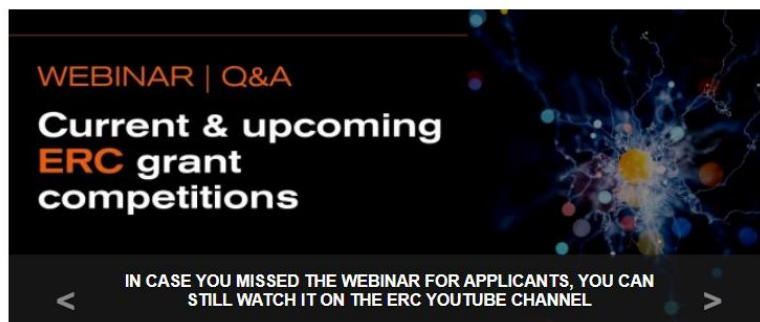 WEBINAR | Q&A
Current & upcoming
ERC grant
competitions
IN CASE YOU MISSED THE WEBINAR FOR APPLICANTS, YOU CAN
STILL WATCH IT ON THE ERC YOUTUBE CHANNEL
< >